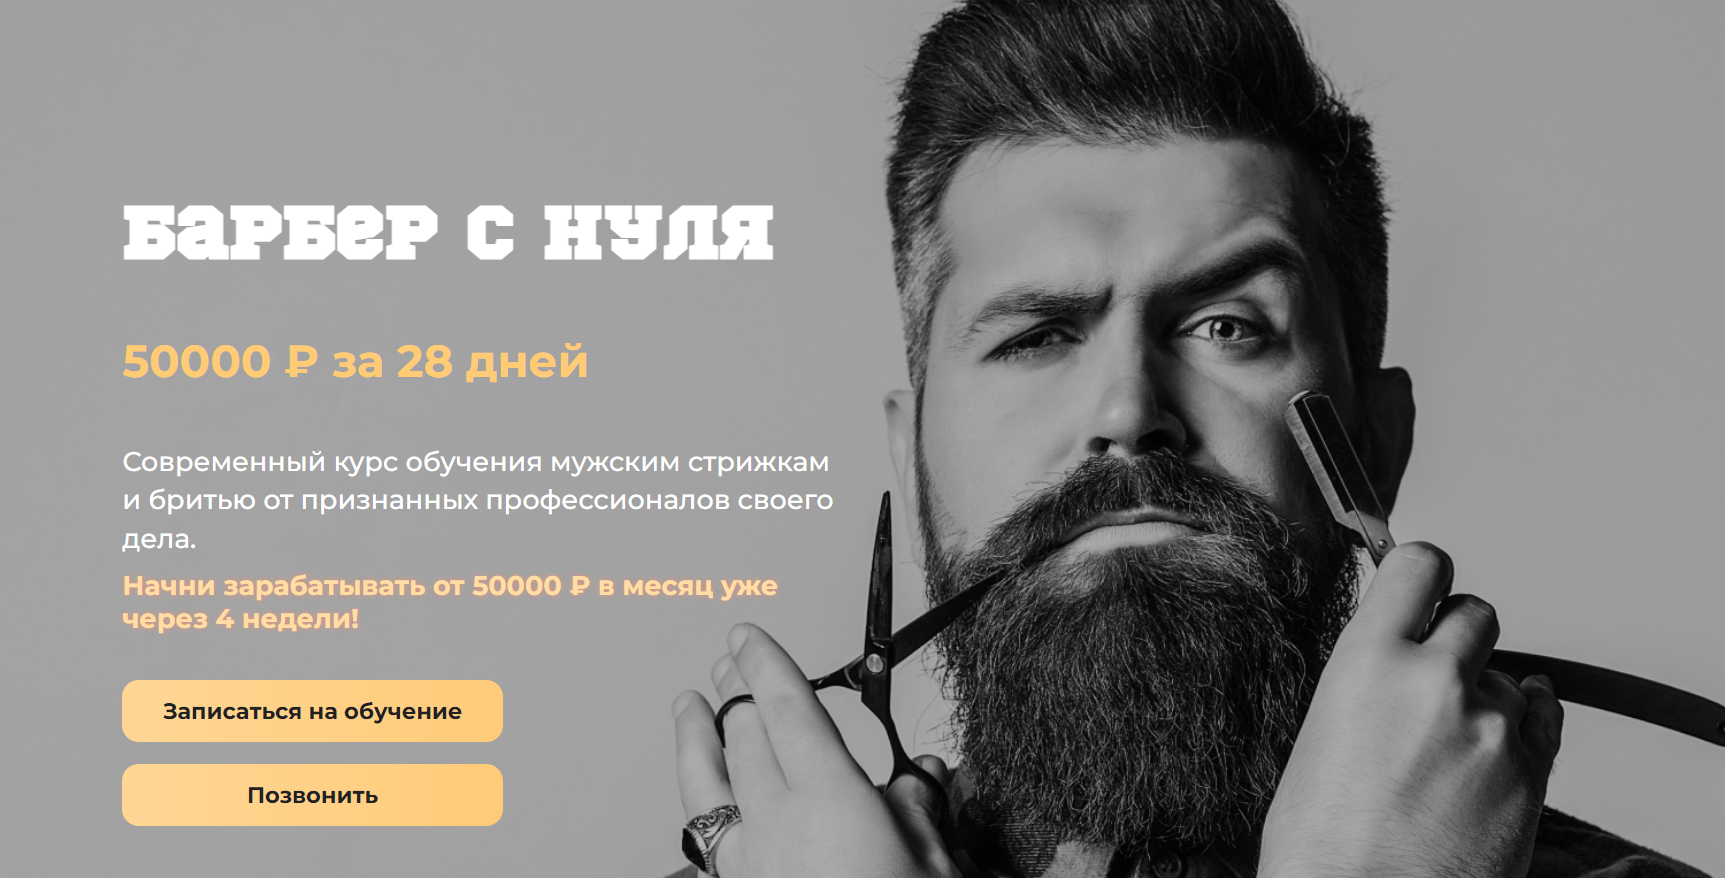 БАРБЕР С НУЛЯ
50000 ₽ за 28 дней
Современный курс обучения мужским стрижкам
и бритью от признанных профессионалов своего
дела.
Начни зарабатывать от 50000 ₽ в месяц уже
через 4 недели!
Записаться на обучение
Позвонить